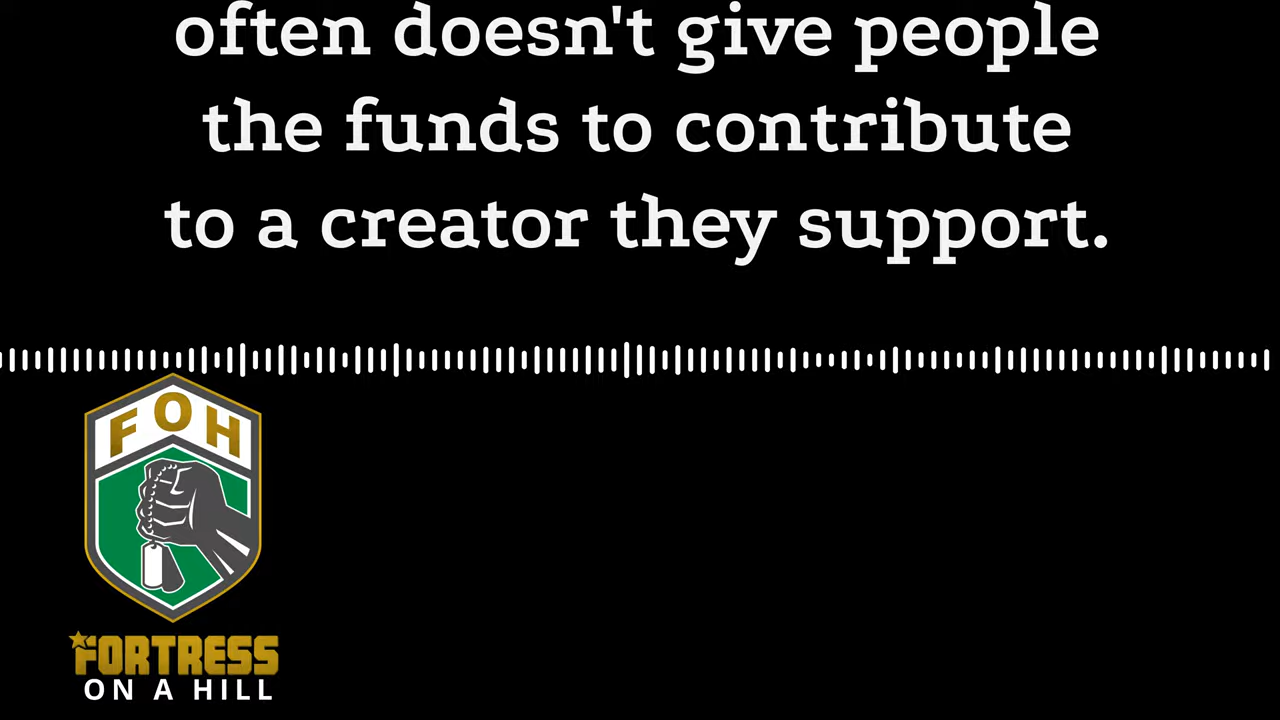 often doesn't give people
the funds to contribute
to a creator they support.
FOH
FORTRESS
ON A HILL